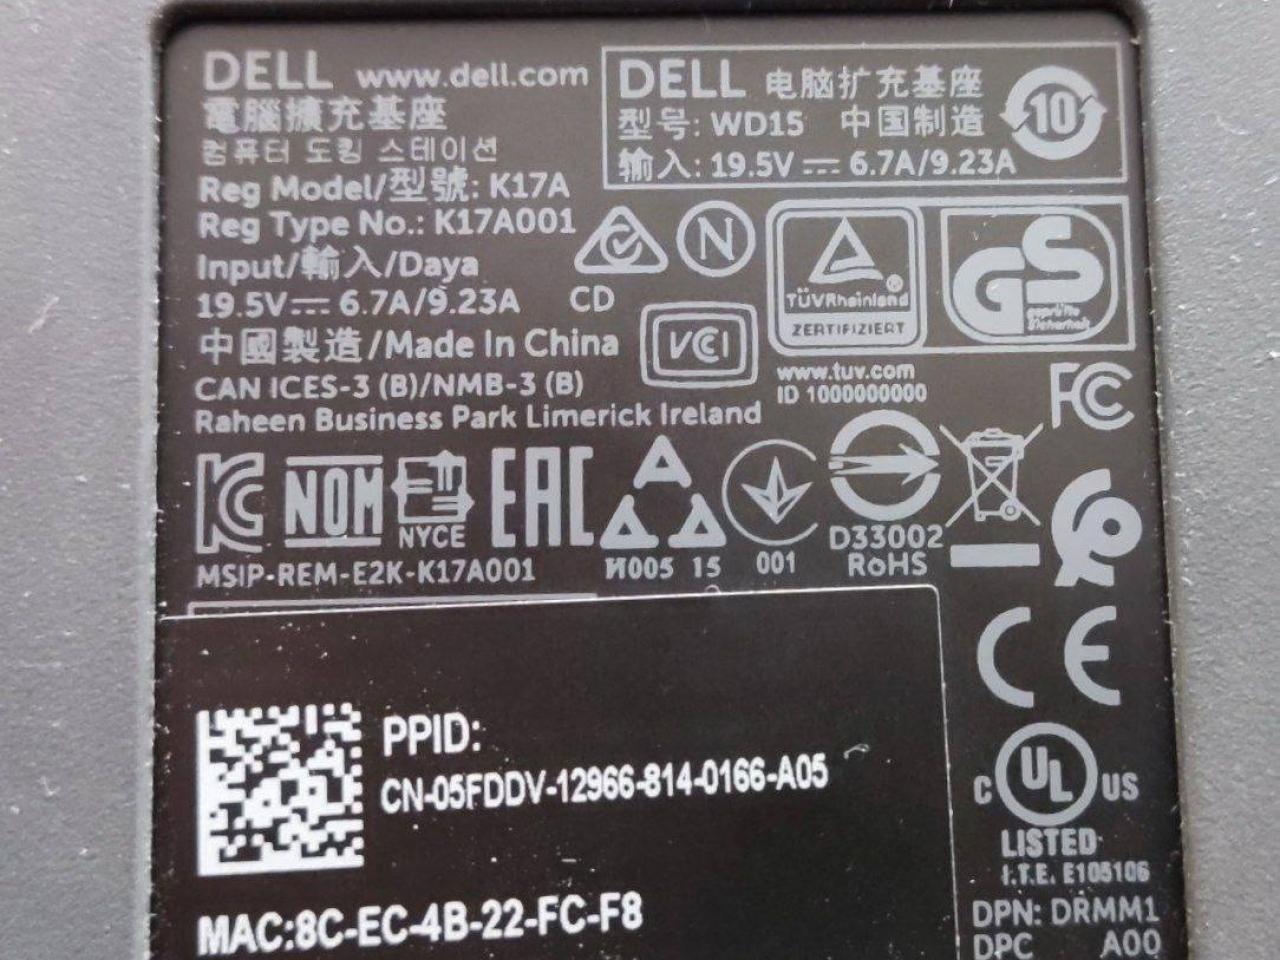 DELL www.dell.com
電腦擴充基座
컴퓨터 도킹 스테이션
Reg Model/型號: K17A
Reg Type No.: K17A001
Input/輸入/Daya
19.5V⎓6.7A/9.23A
中國製造/Made In China
CAN ICES-3 (B)/NMB-3 (B)
Raheen Business Park Limerick Ireland
DELL 电脑扩充基座
型号: WD15 中国制造
输入: 19.5V⎓6.7A/9.23A
10
N
CD
VCI
TÜVRheinland
ZERTIFIZIERT
GS
geprüfte
Sicherheit
www.tuv.com
ID 1000000000
FC
NOM
NYCE
EAC
MSIP-REM-E2K-K17A001
И005 15
001
D33002
RoHS
CE
C UL US
LISTED
I.T.E. E105106
DPN: DRMM1
DPC A00
PPID:
CN-05FDDV-12966-814-0166-A05
MAC:8C-EC-4B-22-FC-F8